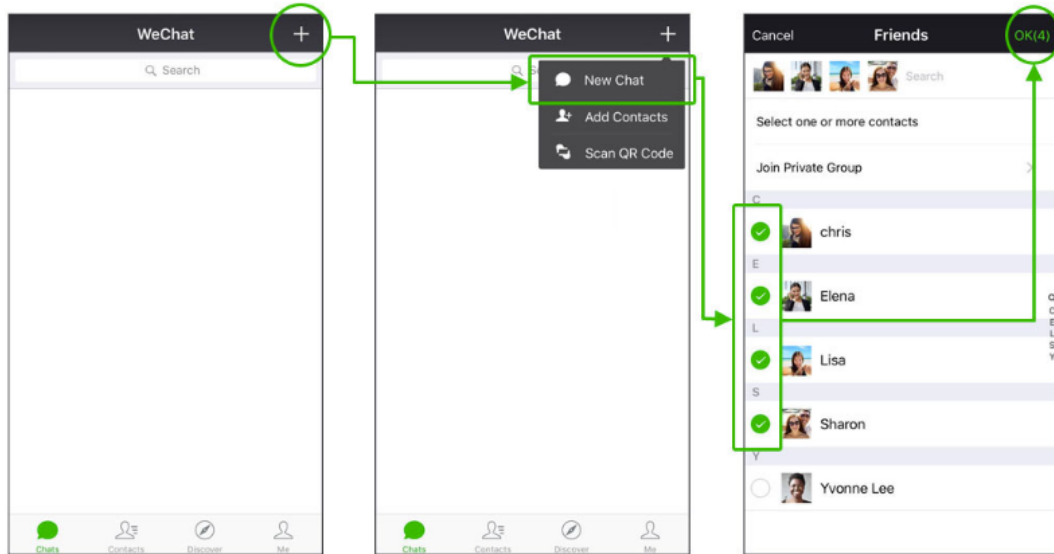 WeChat
Search
Chats
Contacts
Discover
Me
WeChat
+
New Chat
Add Contacts
Scan QR Code
Chats
Contacts
Discover
Me
Cancel Friends OK(4)
Search
Select one or more contacts
Join Private Group
C
chris
E
Elena
L
Lisa
S
Sharon
Y
Yvonne Lee
C
E
L
S
Y